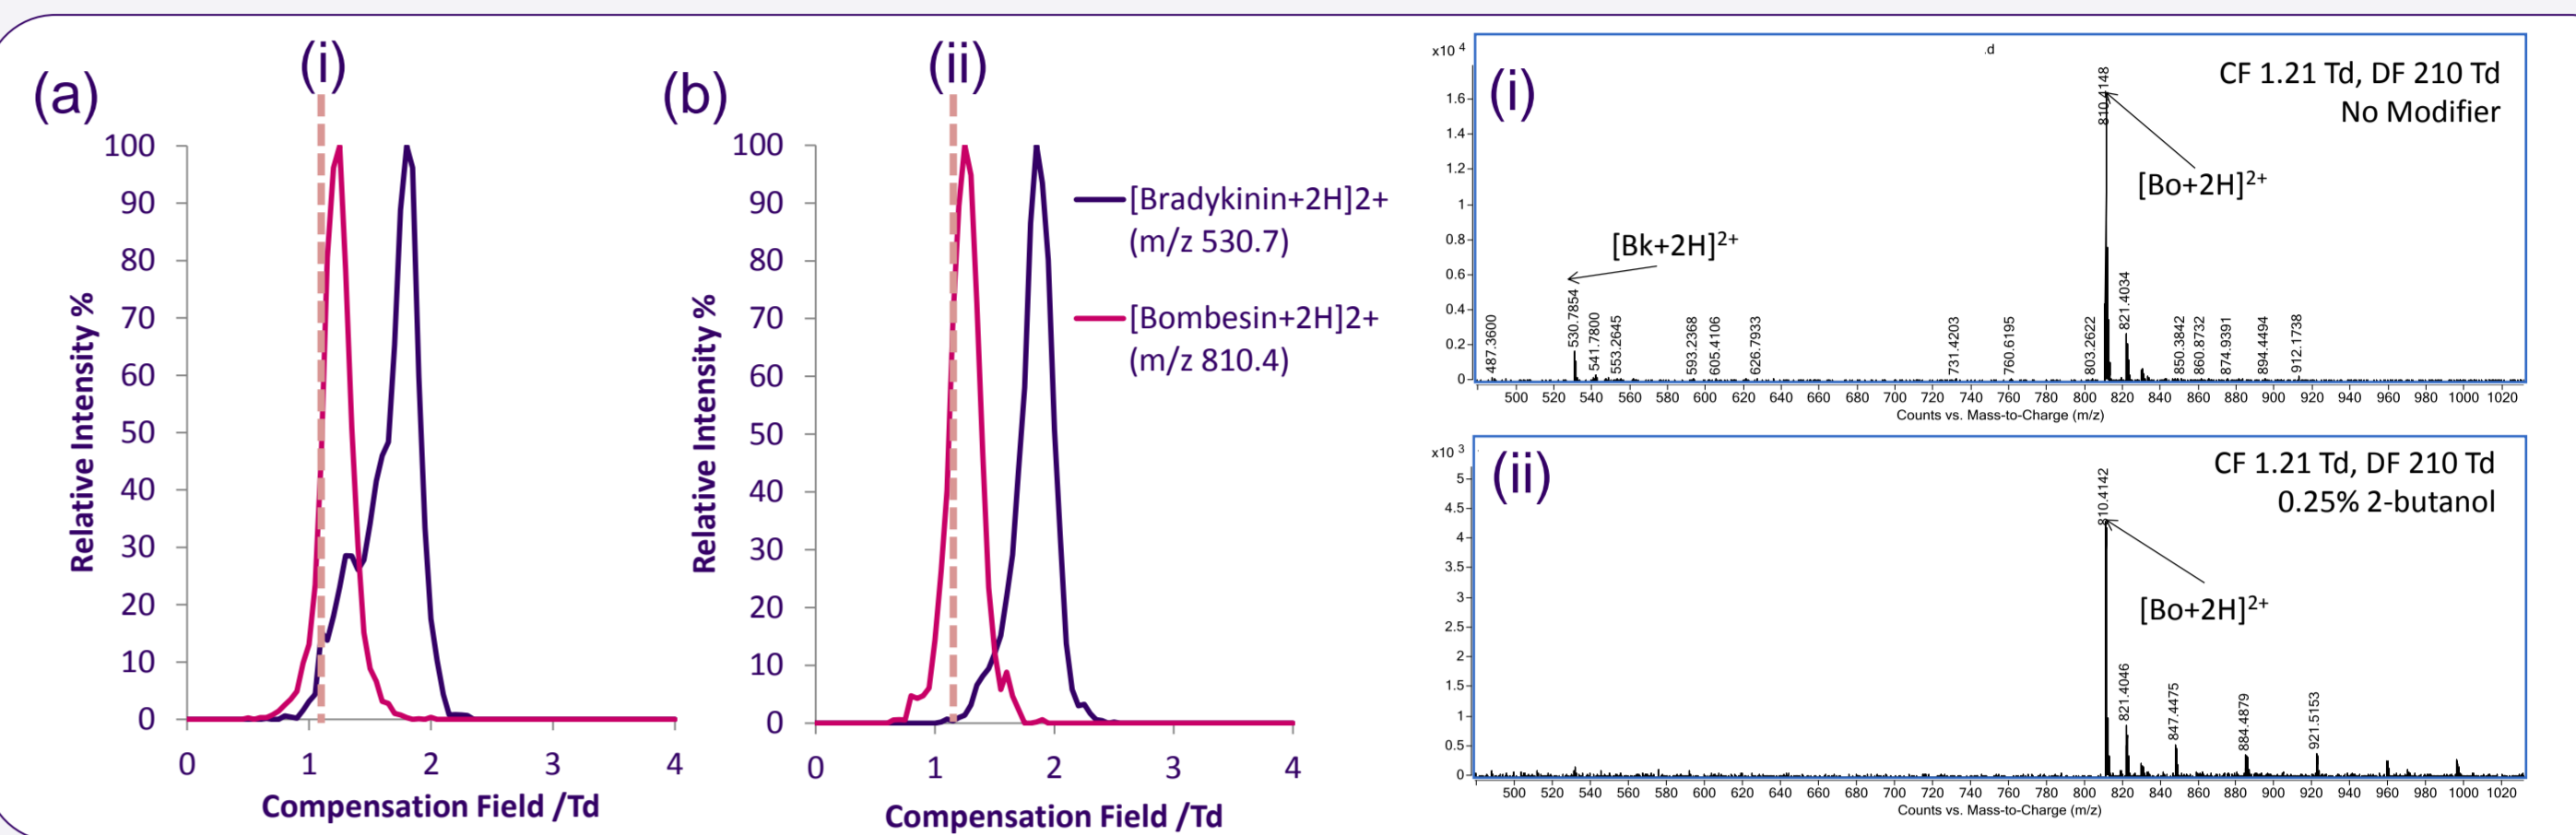 (a)
(i)
100
90
80
70
60
50
40
30
20
10
0
Relative Intensity %
0 1 2 3 4
Compensation Field /Td
(b)
(ii)
100
90
80
70
60
50
40
30
20
10
0
Relative Intensity %
[Bradykinin+2H]2+
(m/z 530.7)
[Bombesin+2H]2+
(m/z 810.4)
0 1 2 3 4
Compensation Field /Td
x10 4
.d
(i)
CF 1.21 Td, DF 210 Td
No Modifier
1.6
1.4
1.2
1
0.8
0.6
0.4
0.2
0
810.4148
[Bo+2H]2+
[Bk+2H]2+
487.3600
530.7854
541.7800
553.2645
593.2368
605.4106
626.7933
731.4203
760.6195
803.2622
821.4034
850.3842
860.8732
874.9391
894.4494
912.1738
500 520 540 560 580 600 620 640 660 680 700 720 740 760 780 800 820 840 860 880 900 920 940 960 980 1000 1020
Counts vs. Mass-to-Charge (m/z)
x10 3
(ii)
CF 1.21 Td, DF 210 Td
0.25% 2-butanol
5
4.5
4
3.5
3
2.5
2
1.5
1
0.5
0
810.4142
[Bo+2H]2+
821.4046
847.4475
884.4879
921.5153
500 520 540 560 580 600 620 640 660 680 700 720 740 760 780 800 820 840 860 880 900 920 940 960 980 1000 1020
Counts vs. Mass-to-Charge (m/z)